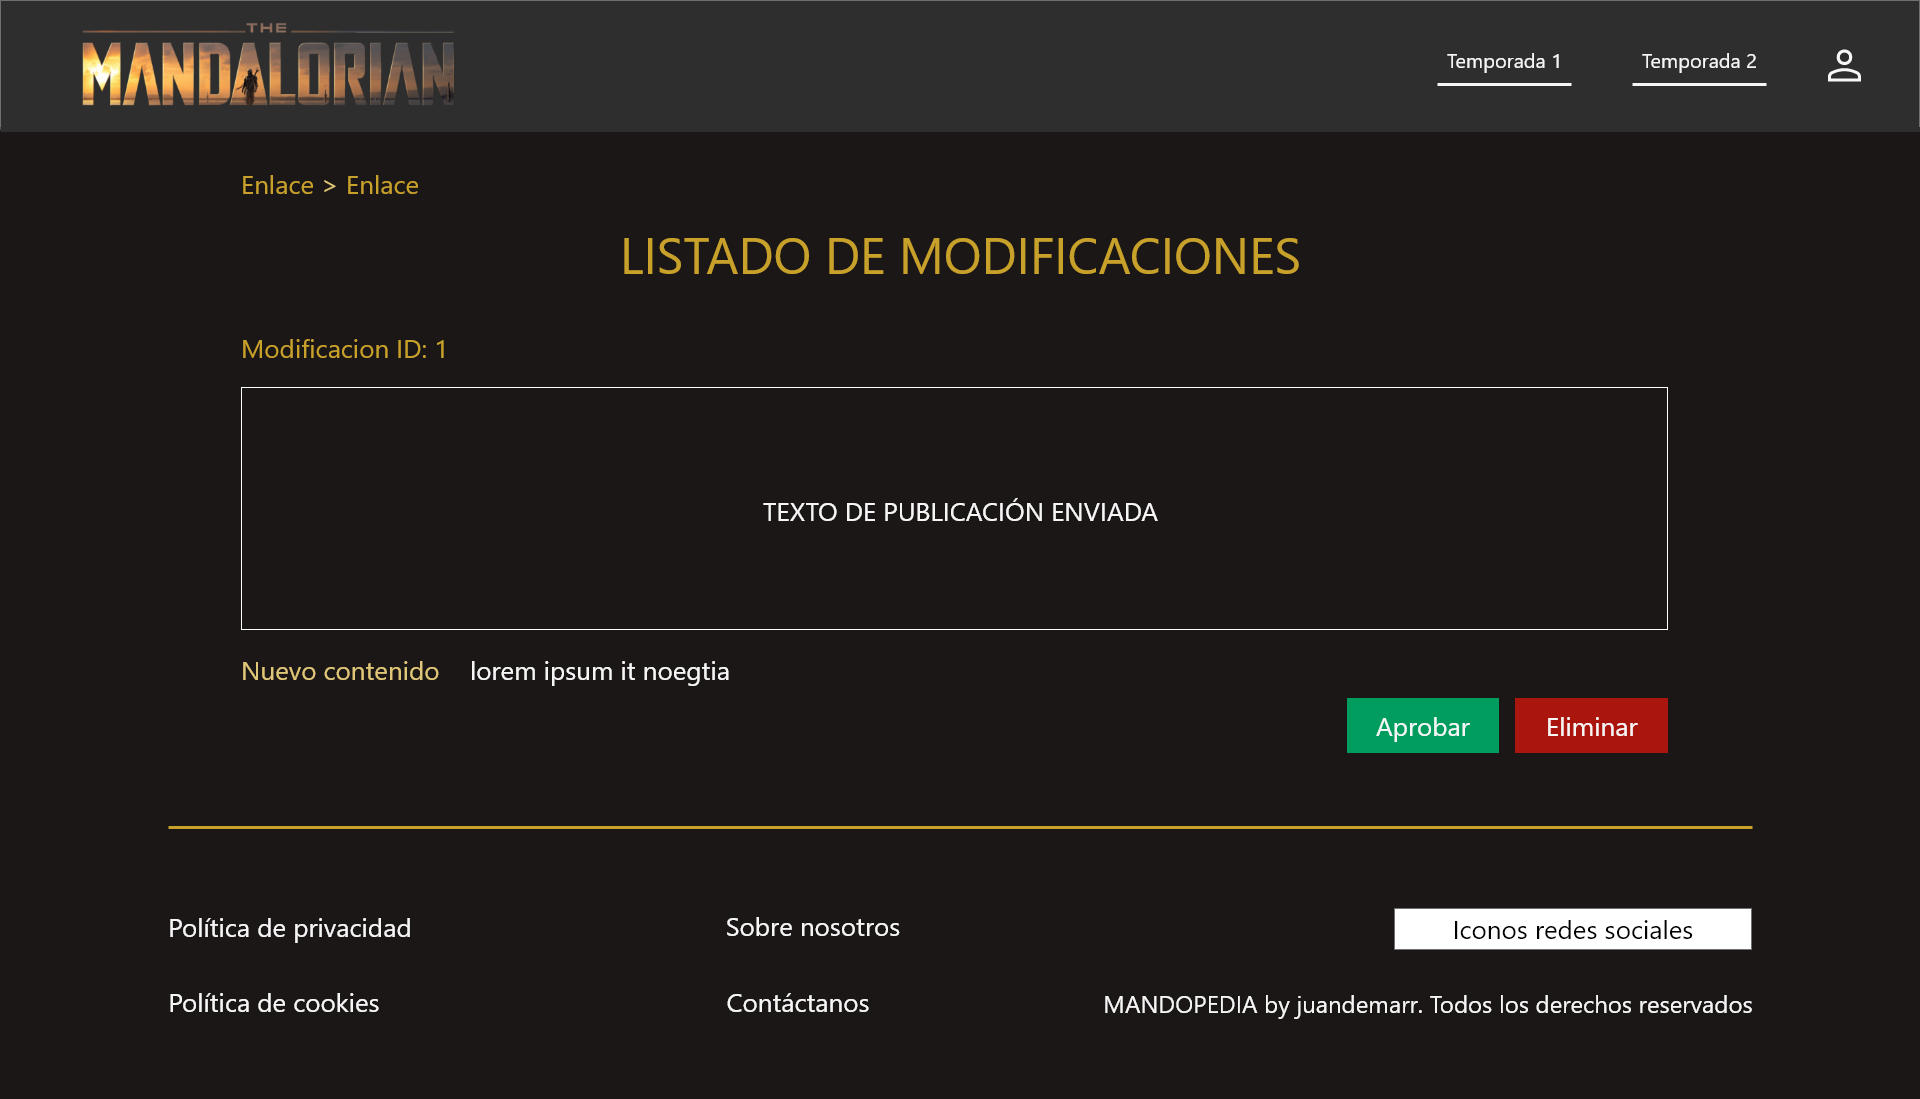 THE
MANDALORIAN
Temporada 1
Temporada 2
Enlace > Enlace
LISTADO DE MODIFICACIONES
Modificacion ID: 1
TEXTO DE PUBLICACIÓN ENVIADA
Nuevo contenido lorem ipsum it noegtia
Aprobar
Eliminar
Política de privacidad
Sobre nosotros
Iconos redes sociales
Política de cookies
Contáctanos
MANDOPEDIA by juandemarr. Todos los derechos reservados